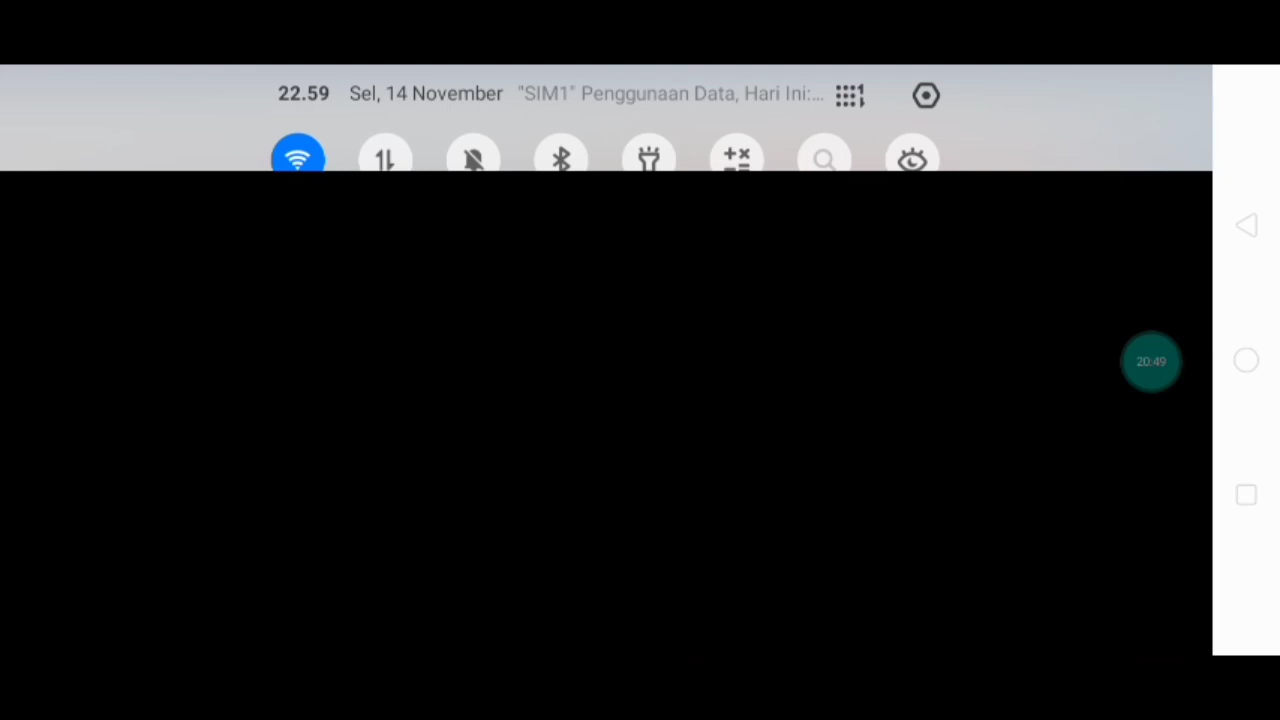 22.59 Sel, 14 November "SIM1" Penggunaan Data, Hari Ini:...
20:49